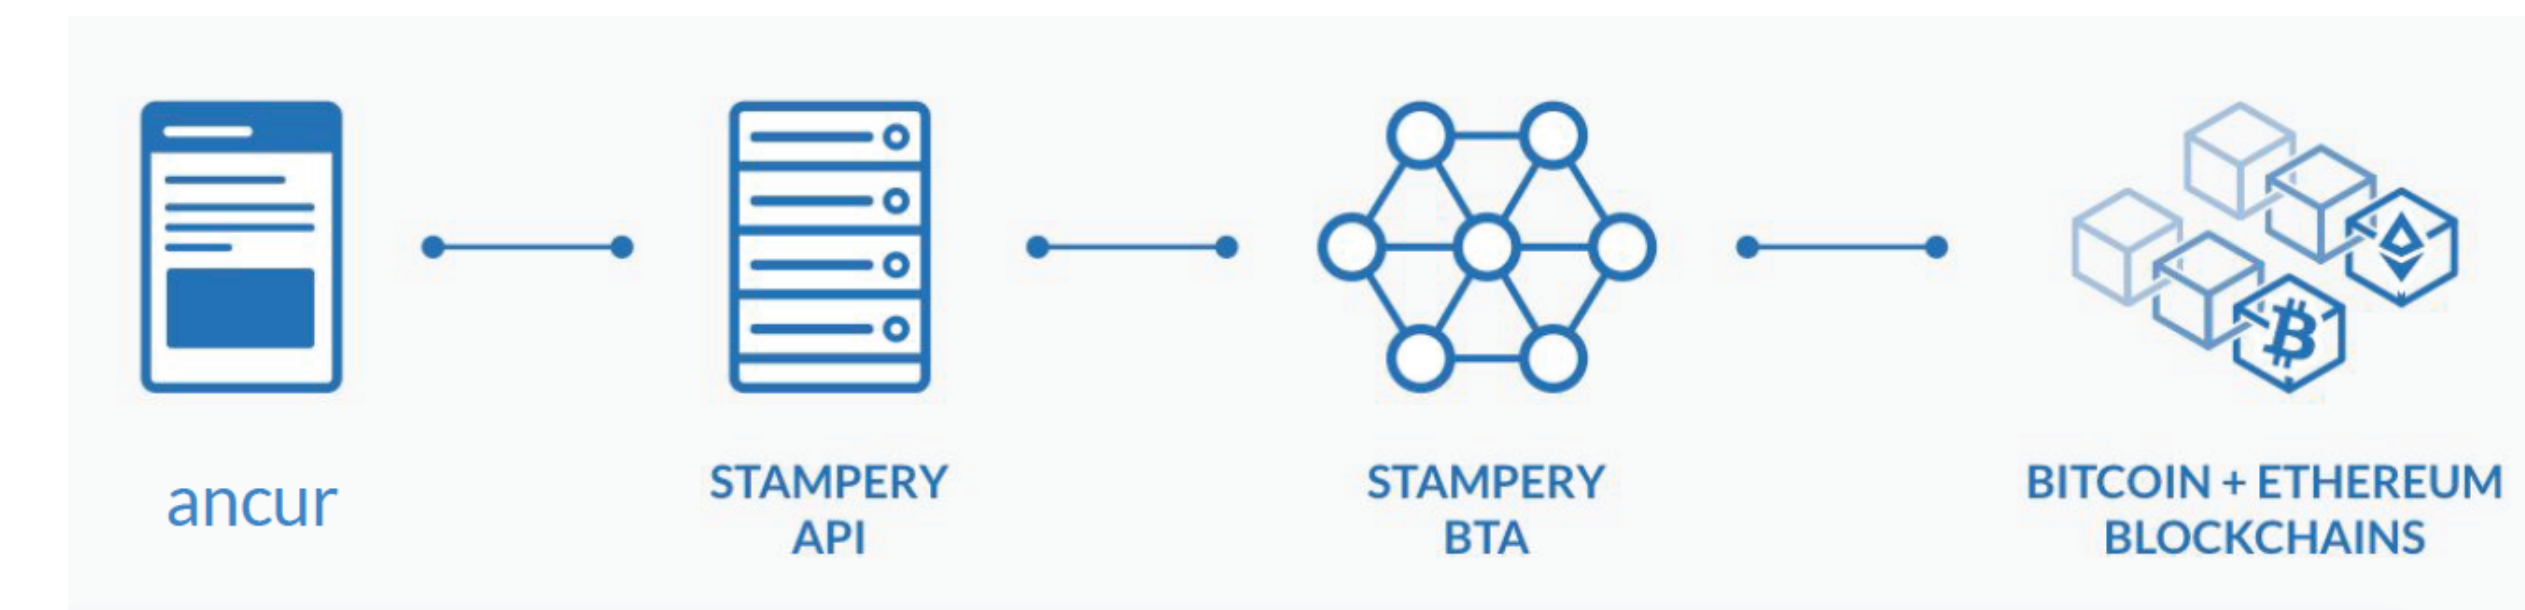 ancur
STAMPERY
API
STAMPERY
BTA
BITCOIN + ETHEREUM
BLOCKCHAINS